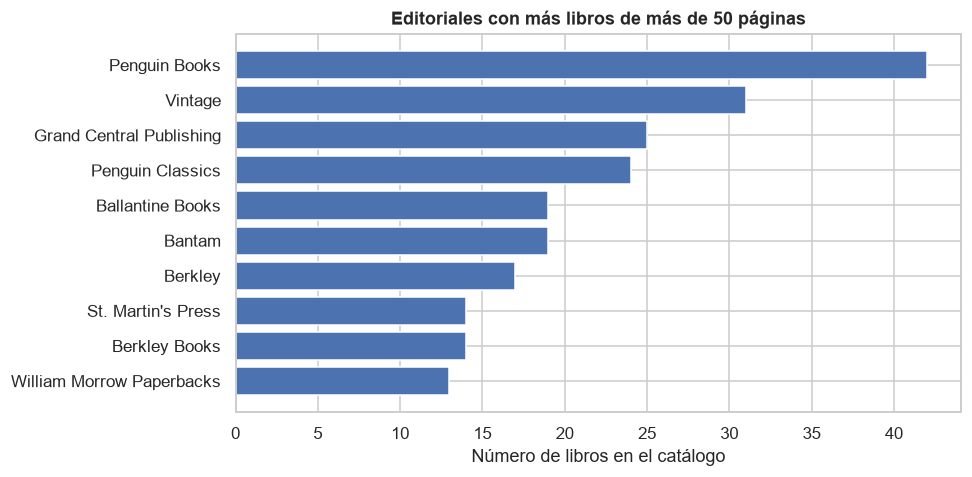 Editoriales con más libros de más de 50 páginas
Penguin Books
Vintage
Grand Central Publishing
Penguin Classics
Ballantine Books
Bantam
Berkley
St. Martin's Press
Berkley Books
William Morrow Paperbacks
0 5 10 15 20 25 30 35 40
Número de libros en el catálogo